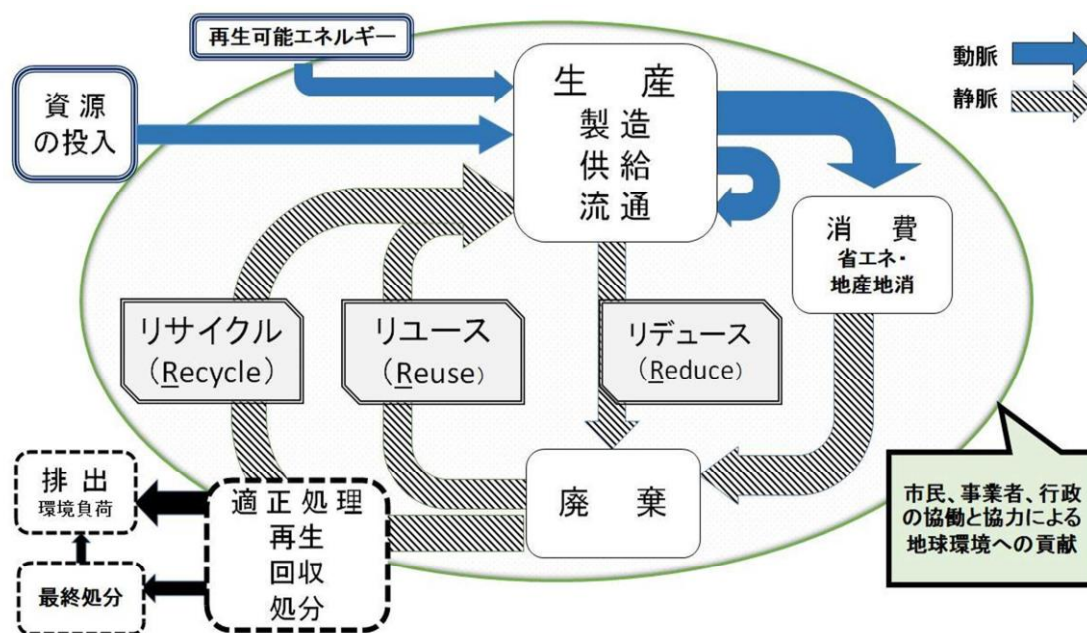 再生可能エネルギー
資源
の投入
生 産
製造
供給
流通
動脈
静脈
消 費
省エネ・
地産地消
リサイクル
(Recycle)
リユース
(Reuse)
リデュース
(Reduce)
排出
環境負荷
最終処分
適正処理
再生
回収
処分
廃 棄
市民、事業者、行政
の協働と協力による
地球環境への貢献